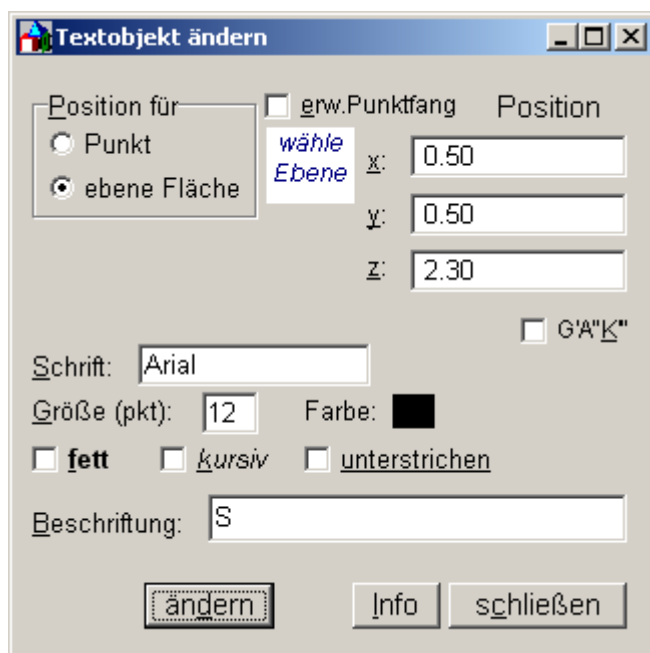 Textobjekt ändern
Position für
erw.Punktfang
Position
Punkt
ebene Fläche
wähle
Ebene
x:
0.50
y:
0.50
z:
2.30
G'A"K'"
Schrift:
Arial
Größe (pkt):
12
Farbe:
fett
kursiv
unterstrichen
Beschriftung:
S
ändern
Info
schließen